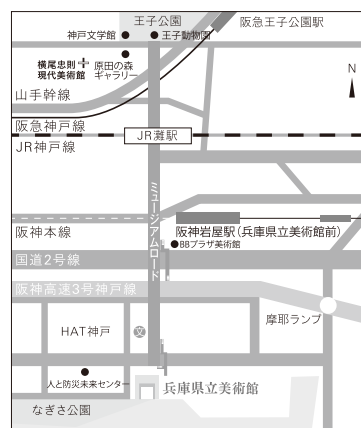 王子公園
阪急王子公園駅
神戸文学館
王子動物園
横尾忠則
現代美術館
原田の森
ギャラリー
山手幹線
N
阪急神戸線
JR灘駅
JR神戸線
ミュージアムロード
阪神本線
阪神岩屋駅(兵庫県立美術館前)
BBプラザ美術館
国道2号線
阪神高速3号神戸線
摩耶ランプ
HAT神戸
文
人と防災未来センター
兵庫県立美術館
なぎさ公園